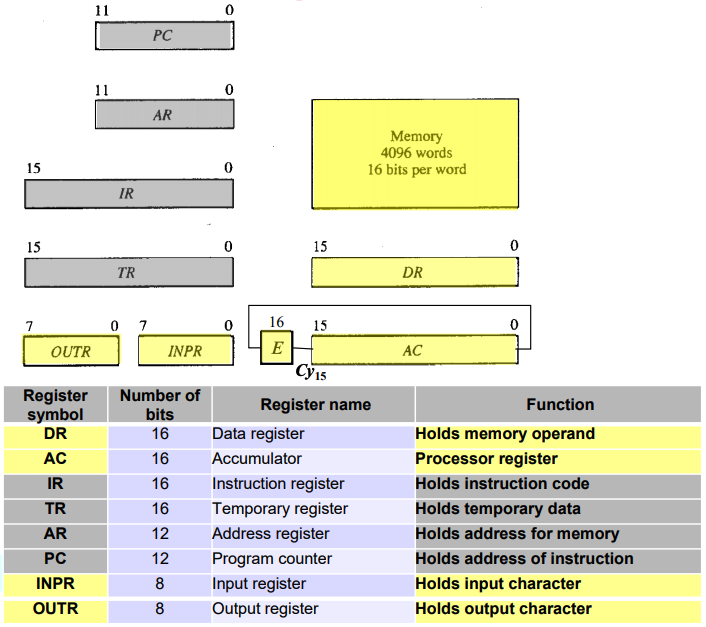 11 0
PC
11 0
AR
Memory
4096 words
16 bits per word
15 0
IR
15 0
TR
15 0
DR
7 0
OUTR
7 0
INPR
16
E
15 0
AC
Cy15
Register symbol Number of bits Register name Function
DR 16 Data register Holds memory operand
AC 16 Accumulator Processor register
IR 16 Instruction register Holds instruction code
TR 16 Temporary register Holds temporary data
AR 12 Address register Holds address for memory
PC 12 Program counter Holds address of instruction
INPR 8 Input register Holds input character
OUTR 8 Output register Holds output character